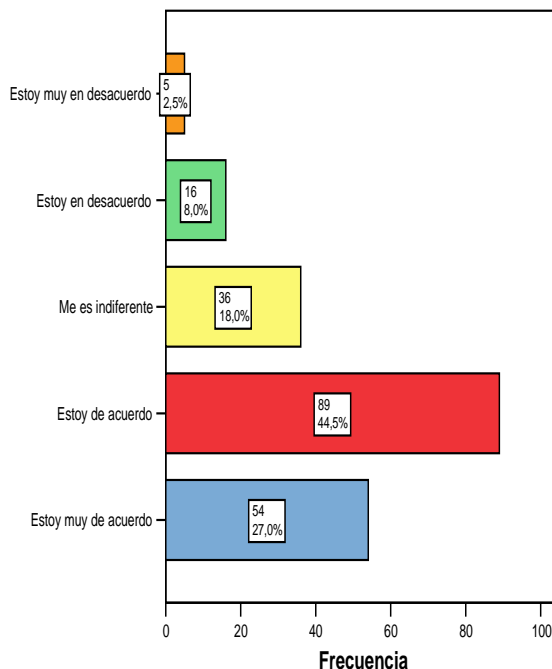 Estoy muy en desacuerdo
5
2,5%
Estoy en desacuerdo
16
8,0%
Me es indiferente
36
18,0%
Estoy de acuerdo
89
44,5%
Estoy muy de acuerdo
54
27,0%
0 20 40 60 80 100
Frecuencia